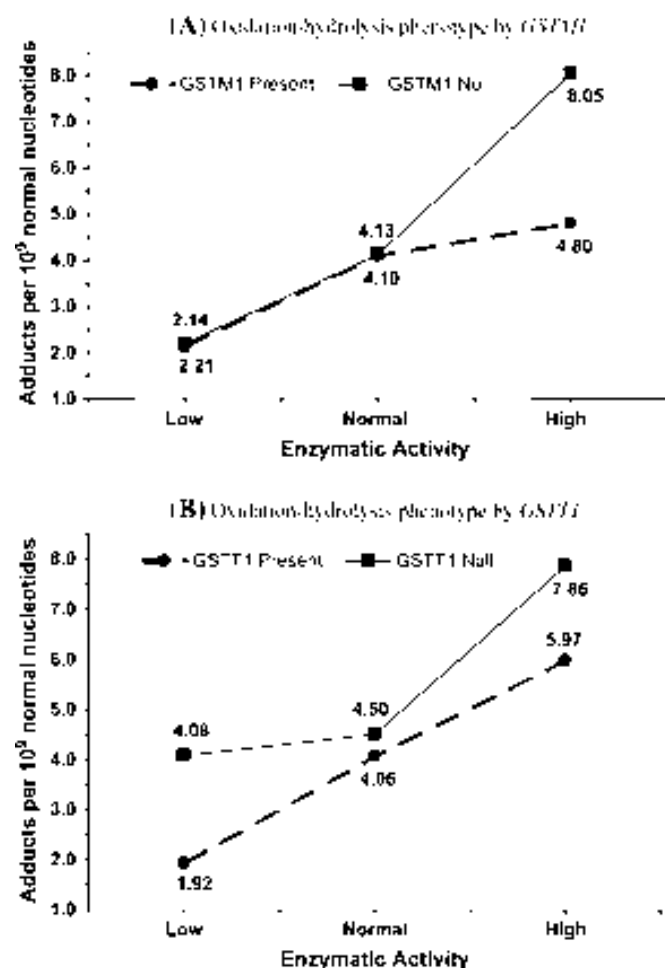 (A) Oxidation-hydrolysis phenotype by
8.0
GSTM1 Present
GSTM1
8.05
7.0
6.0
5.0
4.13
4.80
4.0
4.10
3.0
2.14
2.0
2.21
1.0
Adducts per 10⁹ normal nucleotides
Low
Normal
High
Enzymatic Activity
(B) Oxidation-hydrolysis phenotype by GSTT1
8.0
GSTT1 Present
GSTT1 Null
7.86
7.0
5.97
6.0
5.0
4.50
4.08
4.0
4.06
3.0
2.0
1.92
1.0
Adducts per 10⁹ normal nucleotides
Low
Normal
High
Enzymatic Activity